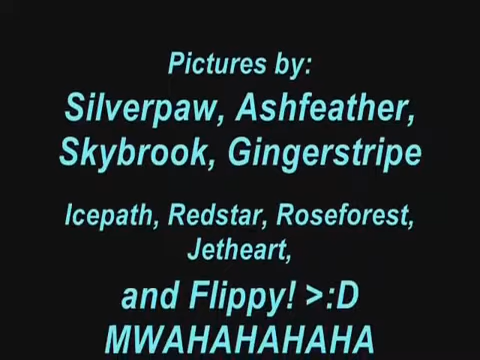 Pictures by:
Silverpaw, Ashfeather,
Skybrook, Gingerstripe
Icepath, Redstar, Roseforest,
Jetheart,
and Flippy! >:D
MWAHAHAHAHA